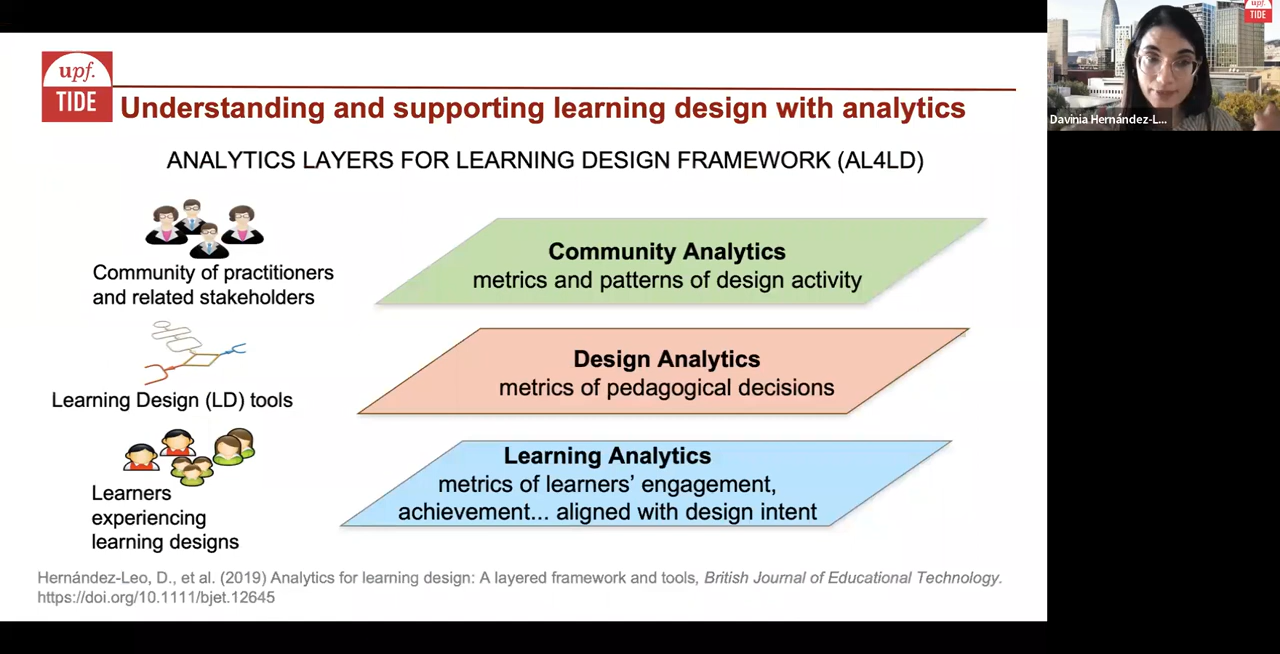 upf.
TIDE
Understanding and supporting learning design with analytics
ANALYTICS LAYERS FOR LEARNING DESIGN FRAMEWORK (AL4LD)
Community of practitioners
and related stakeholders
Community Analytics
metrics and patterns of design activity
Learning Design (LD) tools
Design Analytics
metrics of pedagogical decisions
Learners
experiencing
learning designs
Learning Analytics
metrics of learners' engagement,
achievement... aligned with design intent
Hernández-Leo, D., et al. (2019) Analytics for learning design: A layered framework and tools, British Journal of Educational Technology.
https://doi.org/10.1111/bjet.12645
upf.
TIDE
Davinia Hernández-L...